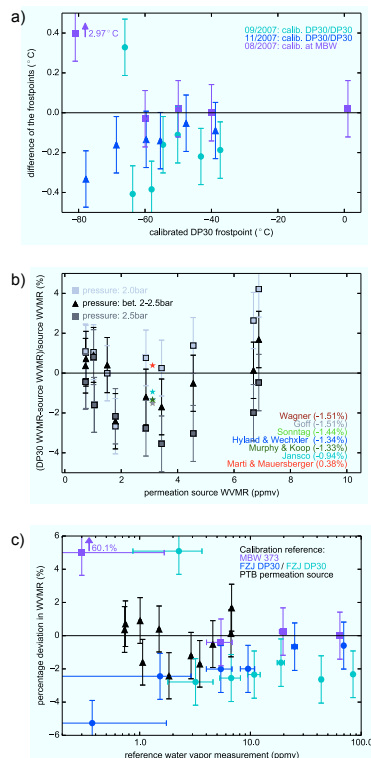 a)
0.4
0.2
0.0
-0.2
-0.4
2.97°C
09/2007: calib. DP30/DP30
11/2007: calib. DP30/DP30
08/2007: calib. at MBW
difference of the frostpoints (°C)
-80 -60 -40 -20 0
calibrated DP30 frostpoint (°C)
b)
4
2
0
-2
-4
-6
pressure: 2.0bar
pressure: bet. 2-2.5bar
pressure: 2.5bar
Wagner (-1.51%)
Goff (-1.51%)
Sonntag (-1.44%)
Hyland & Wechxler (-1.34%)
Murphy & Koop (-1.33%)
Jansco (-0.94%)
Marti & Mauersberger (0.38%)
(DP30 WVMR-source WVMR)/source WVMR (%)
0 2 4 6 8 10
permeation source WVMR (ppmv)
c)
6
4
2
0
-2
-4
-6
60.1%
Calibration reference:
MBW 373
FZJ DP30 / FZJ DP30
PTB permeation source
percentage deviation in WVMR (%)
1.0 10.0 100.0
reference water vapor measurement (ppmv)